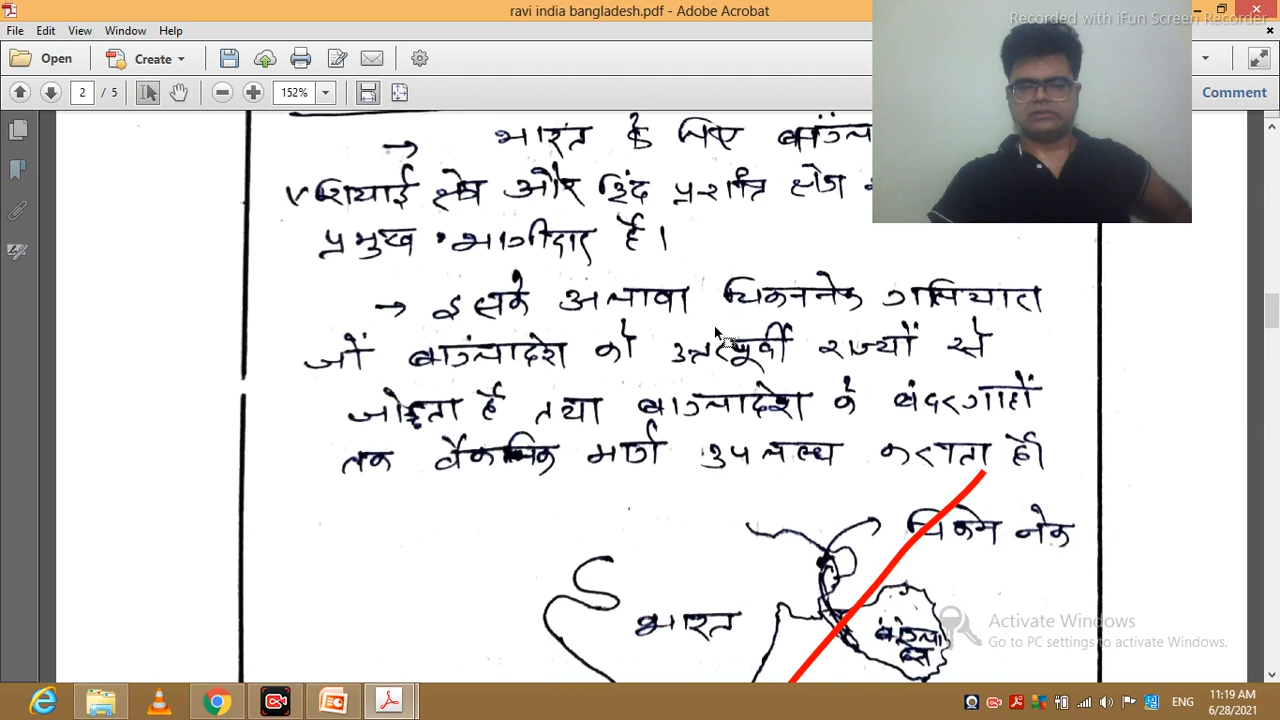 ravi india bangladesh.pdf - Adobe Acrobat
Recorded with iFun Screen Recorder
File Edit View Window Help
Open Create Comment
2 / 5 152%
→ भारत के लिए
शियाई क्षेत्र और हिंद प्रशांत क्षेत्र
प्रमुख भागीदार है।
→ इसके अलावा चिकननेक गलियारा
जों बाग्लादेश को उत्तरपूर्वी राज्यों से
जोड़ता है तथा बाग्लादेश के बंदरगाहों
तक वैकल्पिक मार्ग उपलब्ध कराता है।
चिकेन नेक
भारत
बांग्ला
देश
Activate Windows
Go to PC settings to activate Windows.
ENG
11:19 AM
6/28/2021